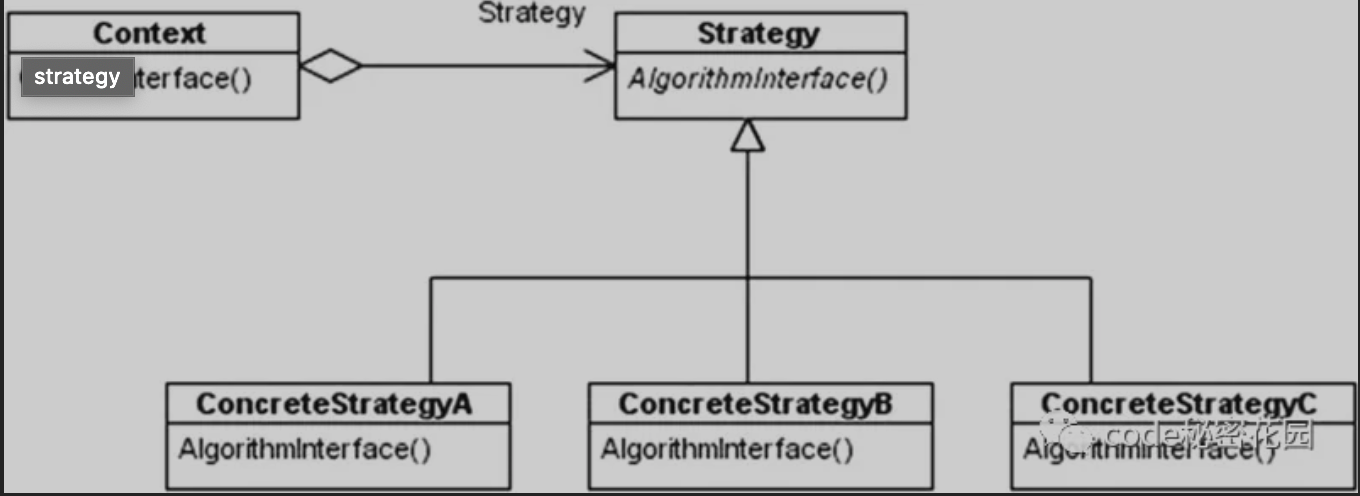 Strategy
Context
strategy
terface()
Strategy
AlgorithmInterface()
ConcreteStrategyA
AlgorithmInterface()
ConcreteStrategyB
AlgorithmInterface()
ConcreteStrategyC
AlgorithmInterface()
code秘密花园